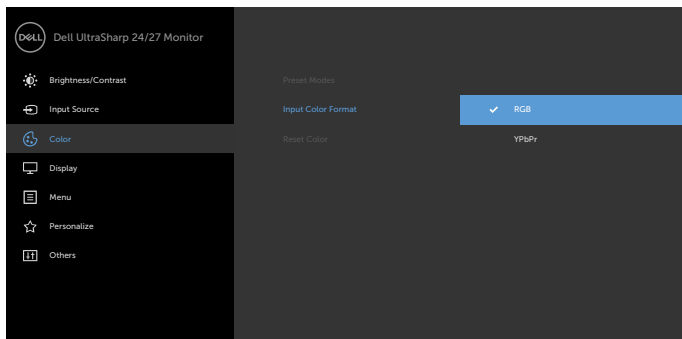 DELL Dell UltraSharp 24/27 Monitor
Brightness/Contrast
Input Source
Color
Display
Menu
Personalize
Others
Preset Modes
Input Color Format
Reset Color
RGB
YPbPr